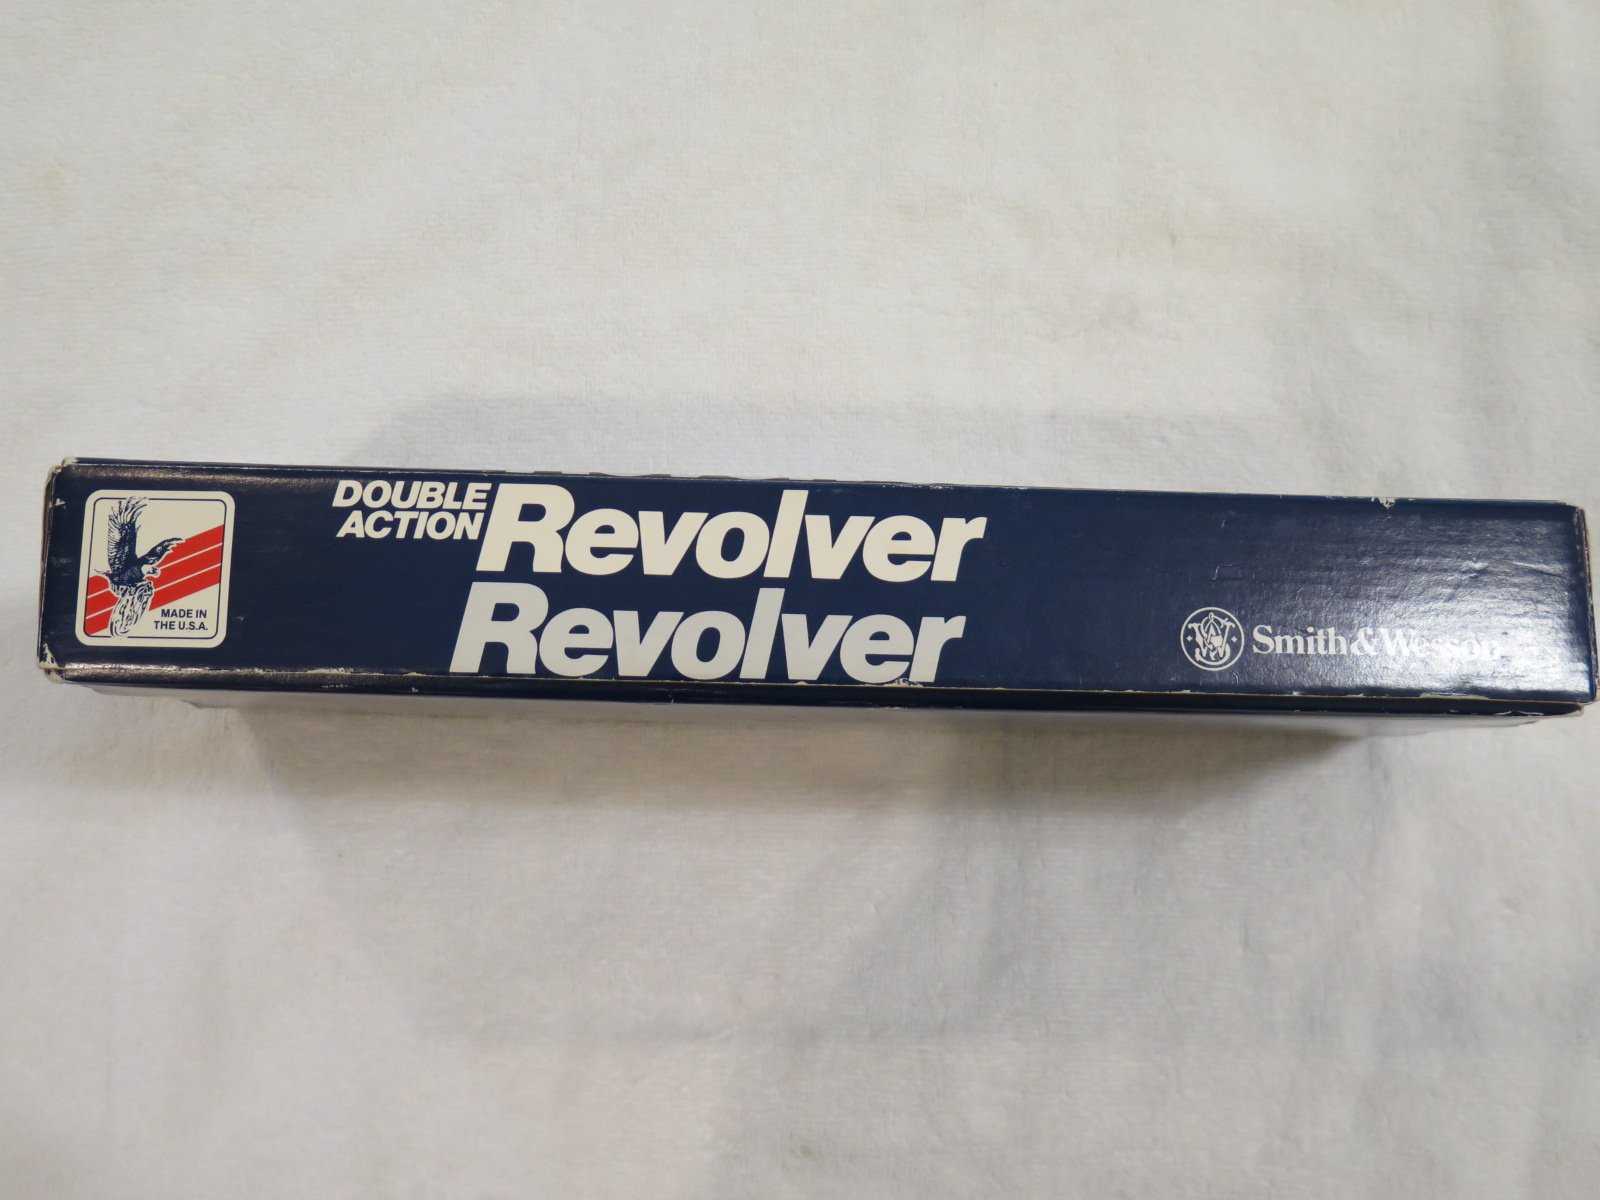 MADE IN
THE U.S.A.
DOUBLE
ACTION
Revolver
Revolver
Smith & Wesson